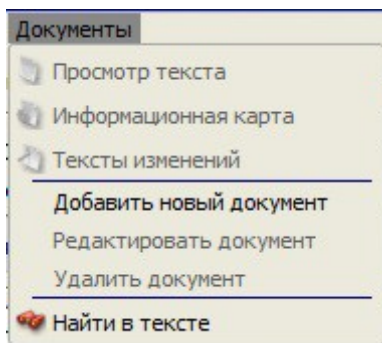 Документы
Просмотр текста
Информационная карта
Тексты изменений
Добавить новый документ
Редактировать документ
Удалить документ
Найти в тексте